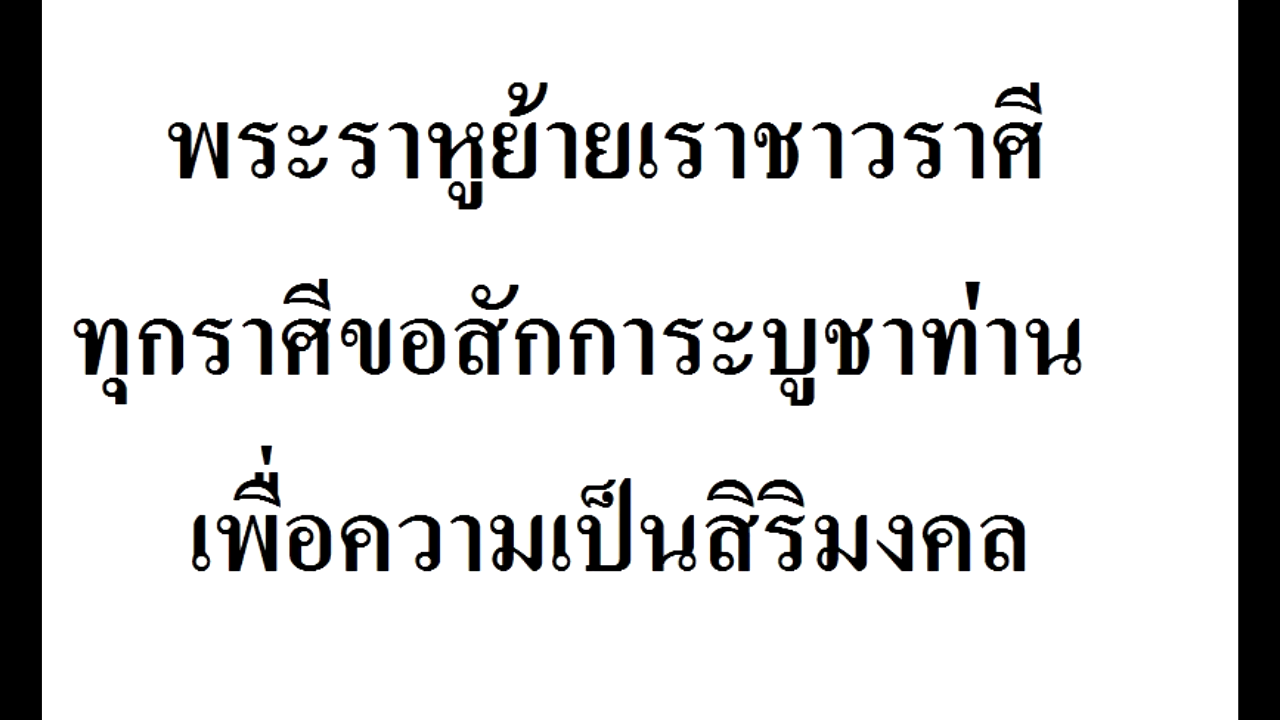 พระราหูย้ายเราชาวราศี
ทุกราศีขอสักการะบูชาท่าน
เพื่อความเป็นสิริมงคล